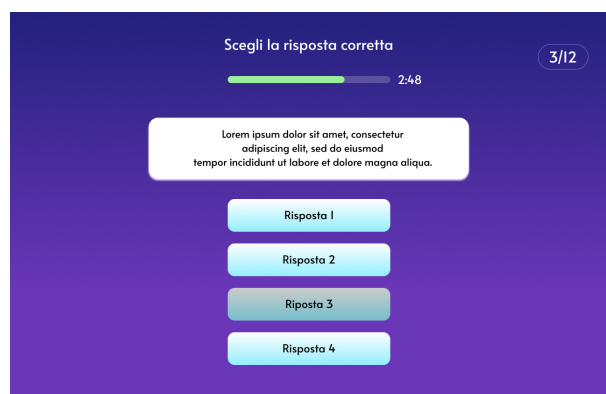 Scegli la risposta corretta
3/12
2:48
Lorem ipsum dolor sit amet, consectetur
adipiscing elit, sed do eiusmod
tempor incididunt ut labore et dolore magna aliqua.
Risposta 1
Risposta 2
Riposta 3
Risposta 4